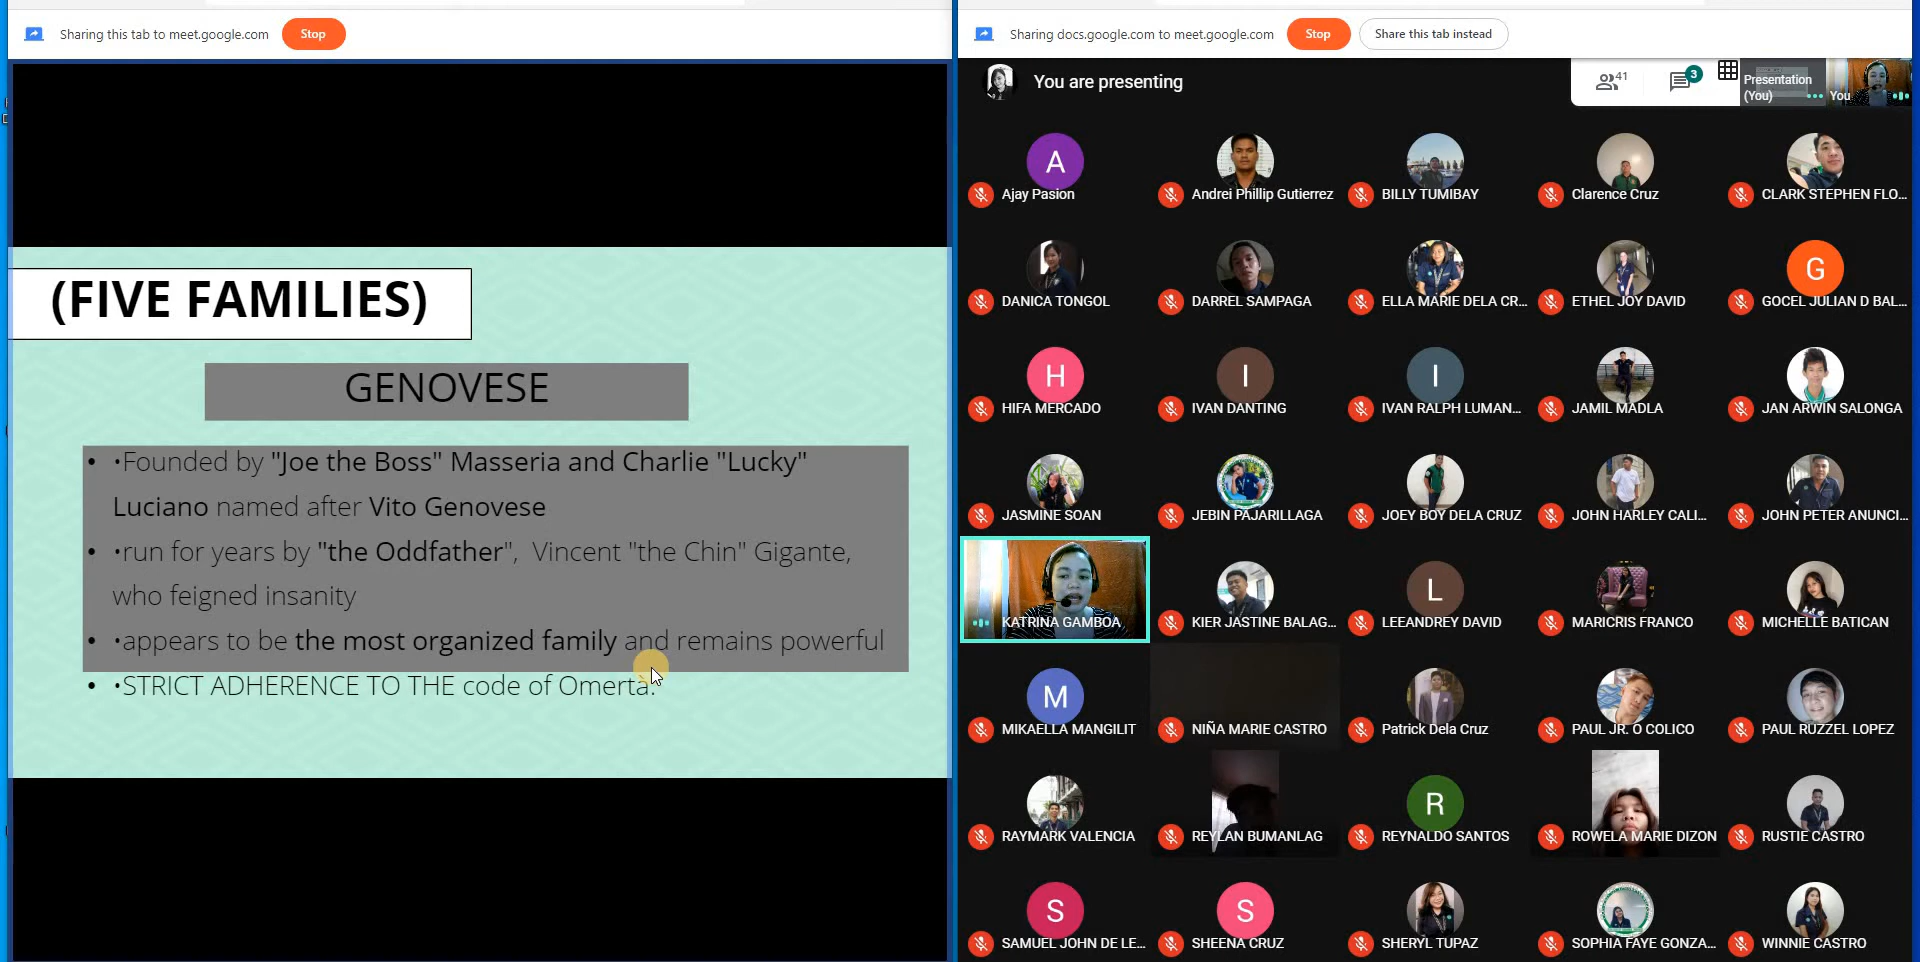 Sharing this tab to meet.google.com
Stop
(FIVE FAMILIES)
GENOVESE
• •Founded by "Joe the Boss" Masseria and Charlie "Lucky"
Luciano named after Vito Genovese
• •run for years by "the Oddfather", Vincent "the Chin" Gigante,
who feigned insanity
• •appears to be the most organized family and remains powerful
• •STRICT ADHERENCE TO THE code of Omerta.
Sharing docs.google.com to meet.google.com
Stop
Share this tab instead
You are presenting
41
3
Presentation
(You)
You
A
Ajay Pasion
Andrei Phillip Gutierrez
BILLY TUMIBAY
Clarence Cruz
CLARK STEPHEN FLO...
DANICA TONGOL
DARREL SAMPAGA
ELLA MARIE DELA CR...
ETHEL JOY DAVID
G
GOCEL JULIAN D BAL...
H
HIFA MERCADO
I
IVAN DANTING
I
IVAN RALPH LUMAN...
JAMIL MADLA
JAN ARWIN SALONGA
JASMINE SOAN
JEBIN PAJARILLAGA
JOEY BOY DELA CRUZ
JOHN HARLEY CALI...
JOHN PETER ANUNCI...
KATRINA GAMBOA
KIER JASTINE BALAG...
L
LEEANDREY DAVID
MARICRIS FRANCO
MICHELLE BATICAN
M
MIKAELLA MANGILIT
NIÑA MARIE CASTRO
Patrick Dela Cruz
PAUL JR. O COLICO
PAUL RUZZEL LOPEZ
RAYMARK VALENCIA
REYLAN BUMANLAG
R
REYNALDO SANTOS
ROWELA MARIE DIZON
RUSTIE CASTRO
S
SAMUEL JOHN DE LE...
S
SHEENA CRUZ
SHERYL TUPAZ
SOPHIA FAYE GONZA...
WINNIE CASTRO